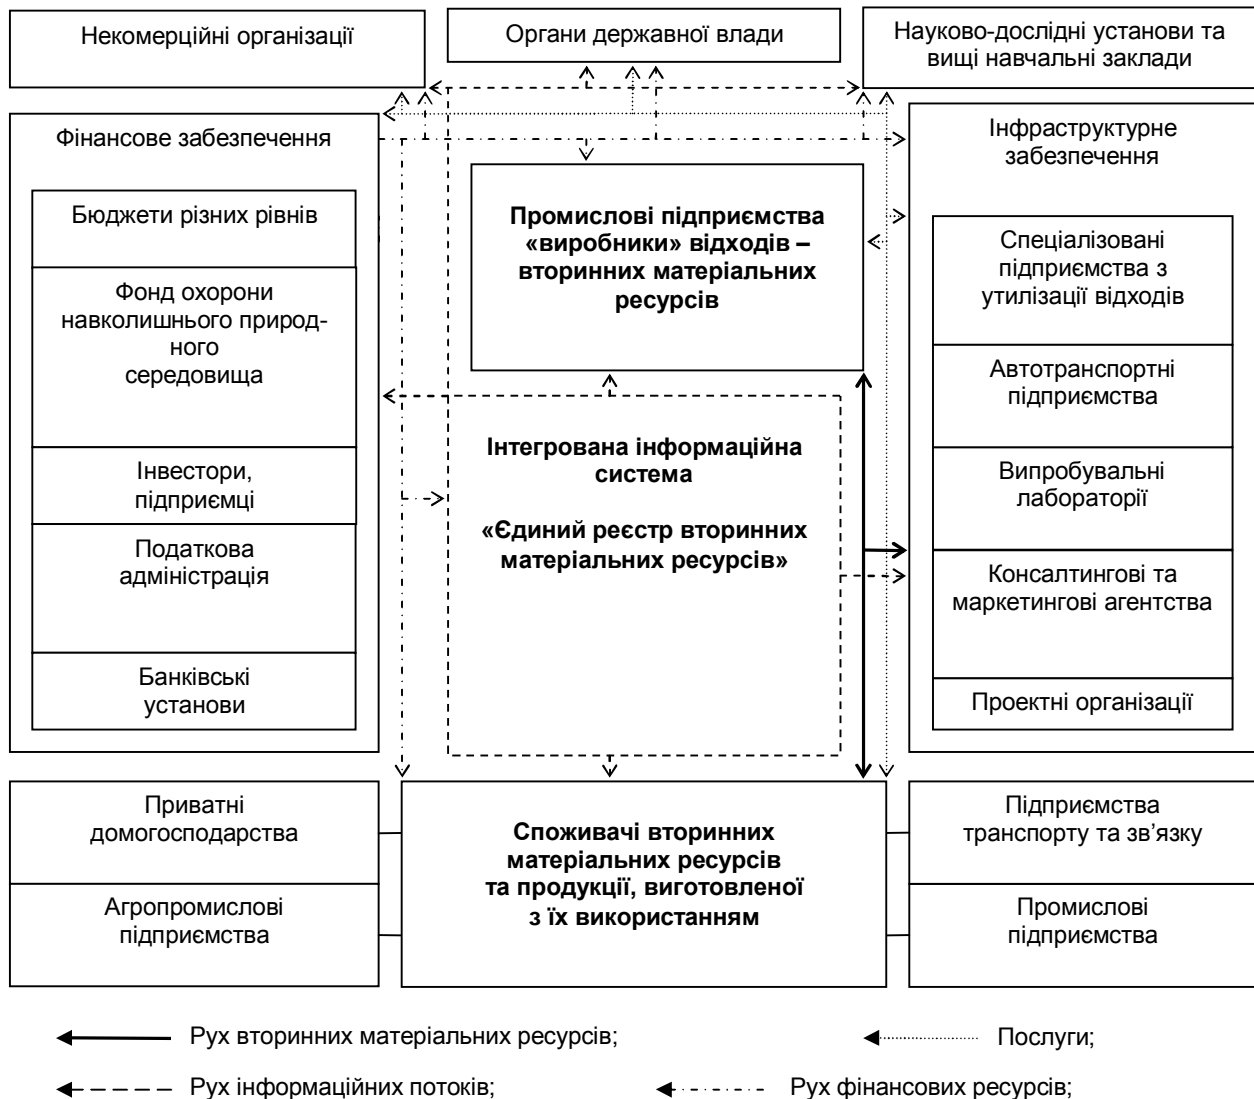 Некомерційні організації
Органи державної влади
Науково-дослідні установи та
вищі навчальні заклади
Фінансове забезпечення
Бюджети різних рівнів
Фонд охорони
навколишнього природ-
ного
середовища
Інвестори,
підприємці
Податкова
адміністрація
Банківські
установи
Промислові підприємства
«виробники» відходів –
вторинних матеріальних
ресурсів
Інтегрована інформаційна
система
«Єдиний реєстр вторинних
матеріальних ресурсів»
Інфраструктурне
забезпечення
Спеціалізовані
підприємства з
утилізації відходів
Автотранспортні
підприємства
Випробувальні
лабораторії
Консалтингові та
маркетингові агентства
Проектні організації
Приватні
домогосподарства
Агропромислові
підприємства
Споживачі вторинних
матеріальних ресурсів
та продукції, виготовленої
з їх використанням
Підприємства
транспорту та зв’язку
Промислові
підприємства
Рух вторинних матеріальних ресурсів;
Послуги;
Рух інформаційних потоків;
Рух фінансових ресурсів;